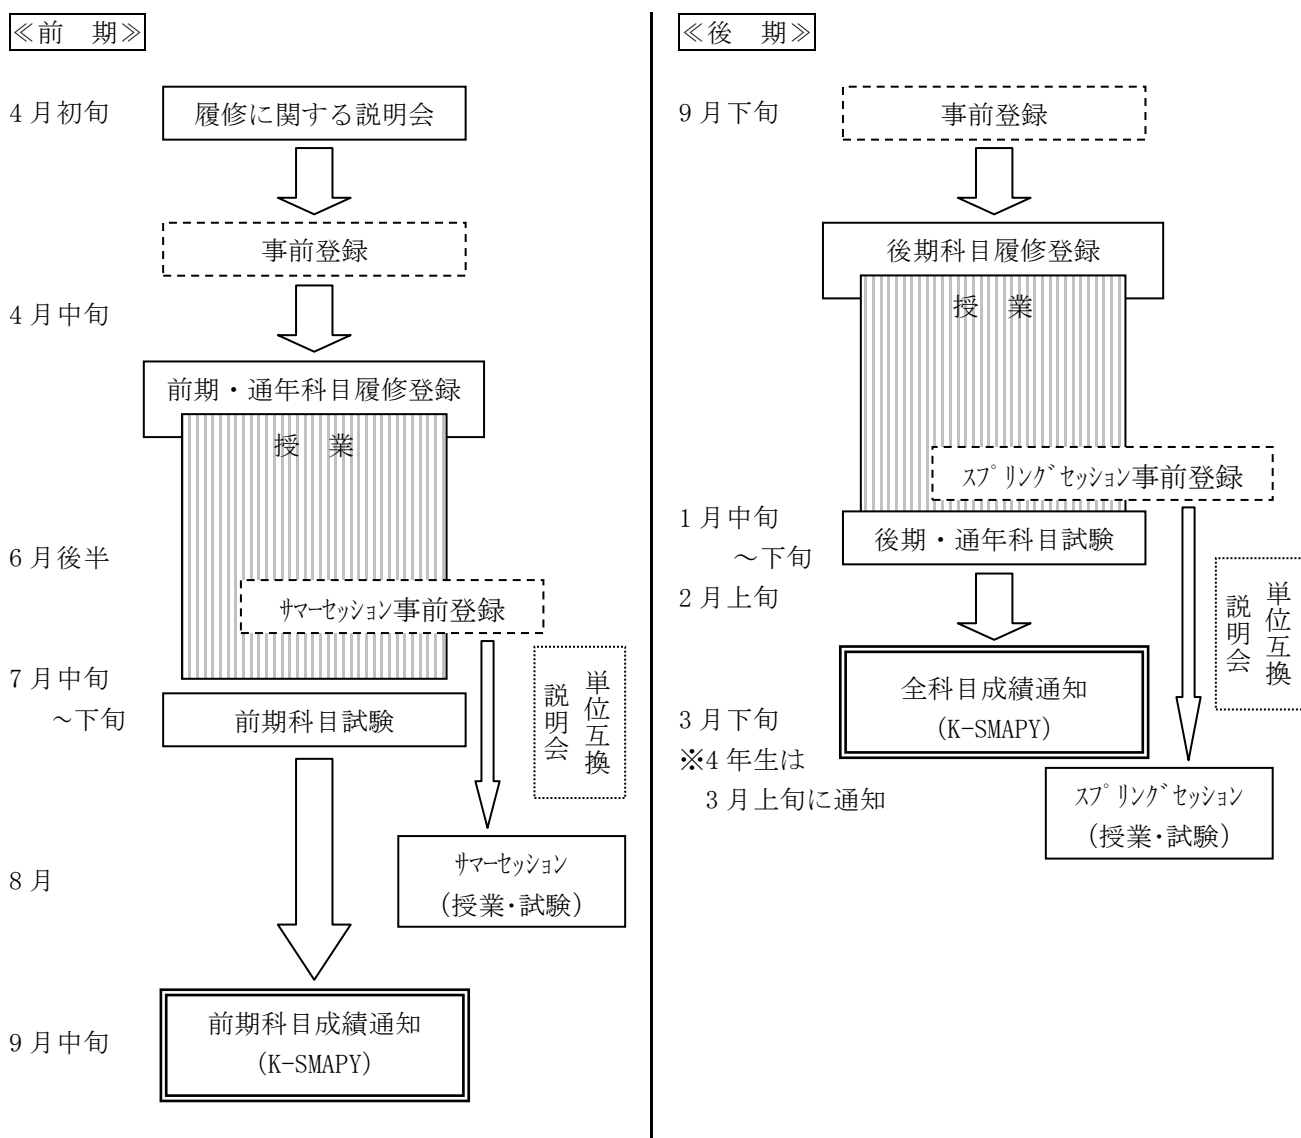 ≪前　期≫
4月初旬
履修に関する説明会
事前登録
4月中旬
前期・通年科目履修登録
授　業
6月後半
ｻﾏｰｾｯｼｮﾝ事前登録
7月中旬
～下旬
前期科目試験
単位互換
説明会
8月
ｻﾏｰｾｯｼｮﾝ
(授業･試験)
9月中旬
前期科目成績通知
(K-SMAPY)
≪後　期≫
9月下旬
事前登録
後期科目履修登録
授　業
ｽﾌﾟﾘﾝｸﾞｾｯｼｮﾝ事前登録
1月中旬
～下旬
後期・通年科目試験
2月上旬
単位互換
説明会
全科目成績通知
(K-SMAPY)
3月下旬
※4年生は
3月上旬に通知
ｽﾌﾟﾘﾝｸﾞｾｯｼｮﾝ
(授業･試験)